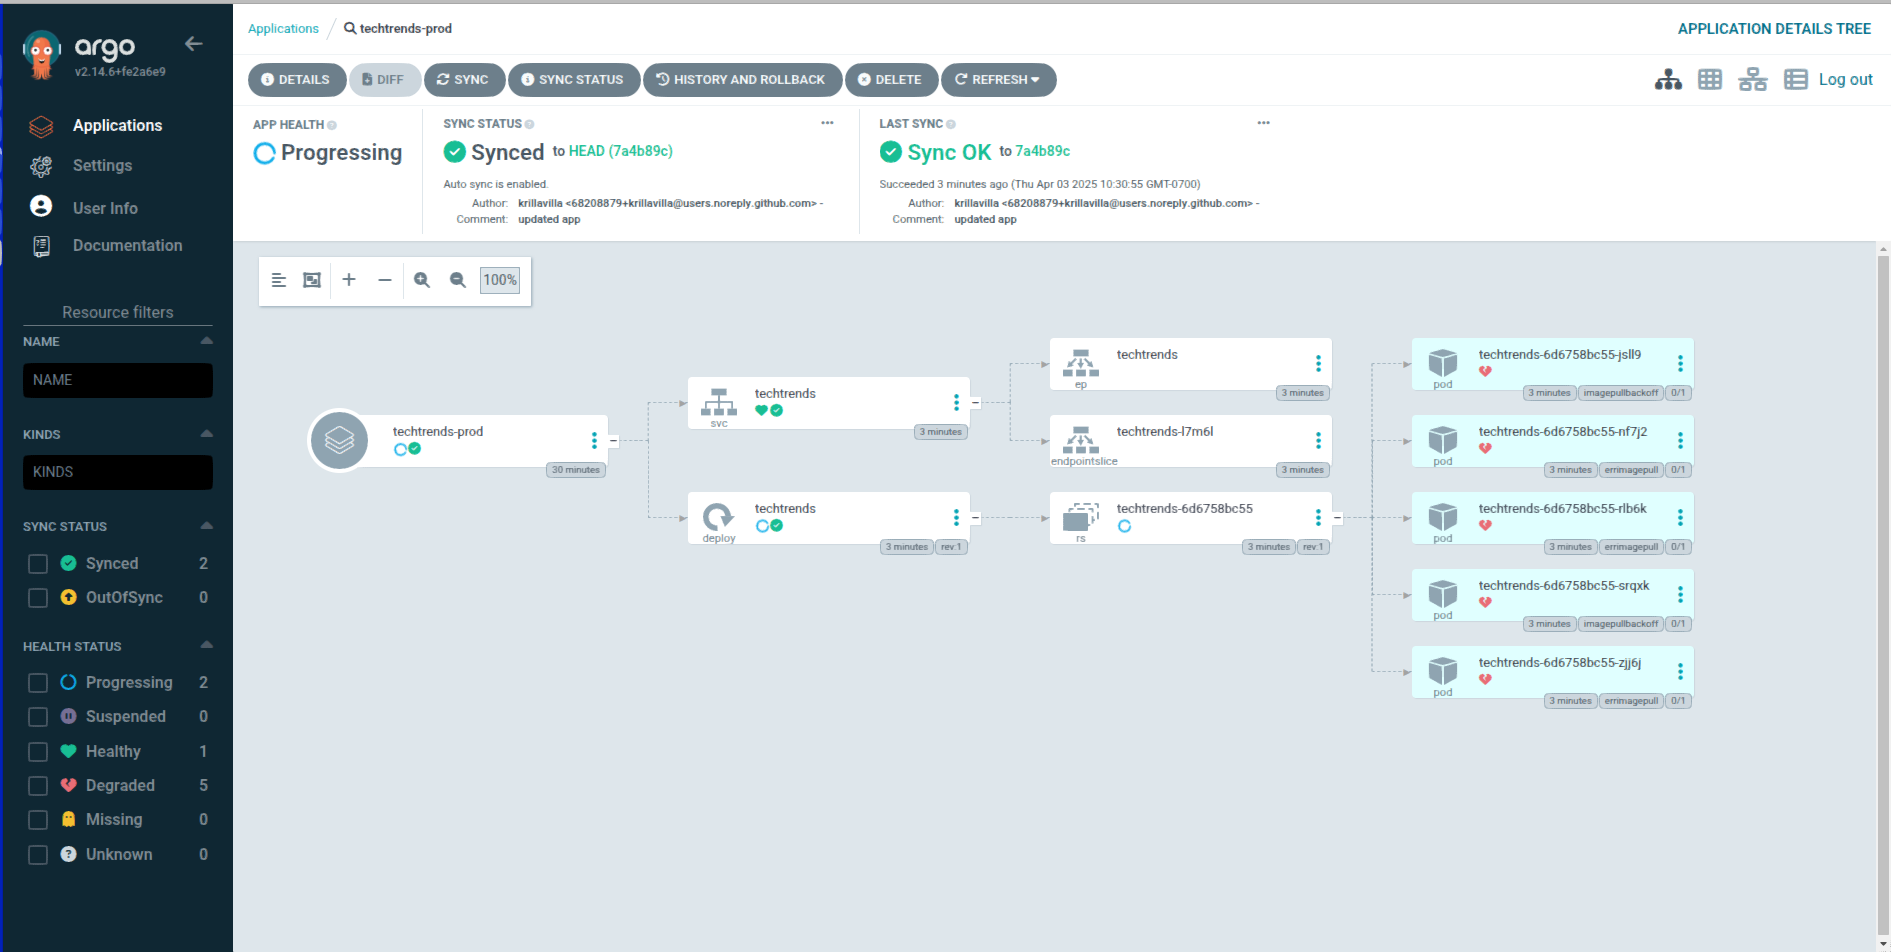 argo
v2.14.6+fe2a6e9
Applications
Settings
User Info
Documentation
Resource filters
NAME
NAME
KINDS
KINDS
SYNC STATUS
Synced 2
OutOfSync 0
HEALTH STATUS
Progressing 2
Suspended 0
Healthy 1
Degraded 5
Missing 0
Unknown 0
Applications / techtrends-prod
APPLICATION DETAILS TREE
DETAILS DIFF SYNC SYNC STATUS HISTORY AND ROLLBACK DELETE REFRESH Log out
APP HEALTH
Progressing
SYNC STATUS
Synced to HEAD (7a4b89c)
Auto sync is enabled.
Author: krillavilla <68208879+krillavilla@users.noreply.github.com> -
Comment: updated app
LAST SYNC
Sync OK to 7a4b89c
Succeeded 3 minutes ago (Thu Apr 03 2025 10:30:55 GMT-0700)
Author: krillavilla <68208879+krillavilla@users.noreply.github.com> -
Comment: updated app
100%
techtrends-prod
30 minutes
techtrends
svc
3 minutes
techtrends
deploy
3 minutes rev:1
techtrends
ep
3 minutes
techtrends-l7m6l
endpointslice
3 minutes
techtrends-6d6758bc55
rs
3 minutes rev:1
techtrends-6d6758bc55-jsll9
pod
3 minutes imagepullbackoff 0/1
techtrends-6d6758bc55-nf7j2
pod
3 minutes errimagepull 0/1
techtrends-6d6758bc55-rlb6k
pod
3 minutes errimagepull 0/1
techtrends-6d6758bc55-srqxk
pod
3 minutes imagepullbackoff 0/1
techtrends-6d6758bc55-zjj6j
pod
3 minutes errimagepull 0/1